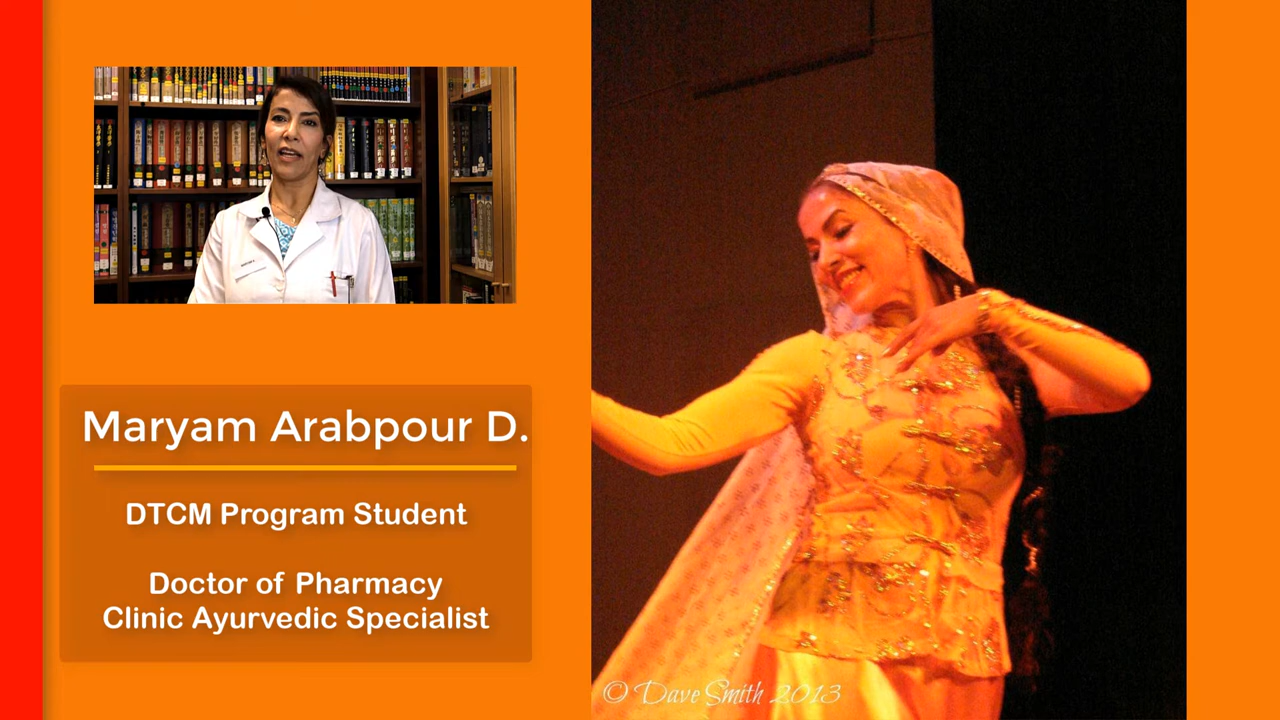 Maryam Arabpour D.
DTCM Program Student
Doctor of Pharmacy
Clinic Ayurvedic Specialist
© Dave Smith 2013